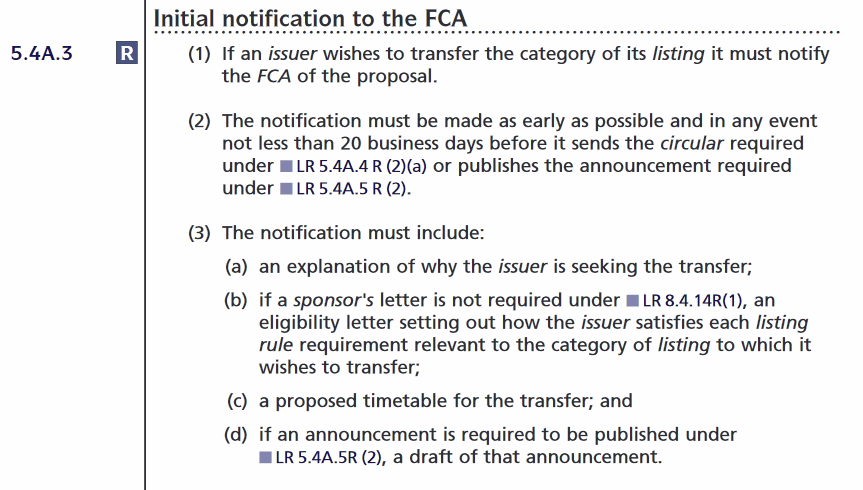 Initial notification to the FCA
5.4A.3 R (1) If an issuer wishes to transfer the category of its listing it must notify
the FCA of the proposal.
(2) The notification must be made as early as possible and in any event
not less than 20 business days before it sends the circular required
under LR 5.4A.4 R (2)(a) or publishes the announcement required
under LR 5.4A.5 R (2).
(3) The notification must include:
(a) an explanation of why the issuer is seeking the transfer;
(b) if a sponsor's letter is not required under LR 8.4.14R(1), an
eligibility letter setting out how the issuer satisfies each listing
rule requirement relevant to the category of listing to which it
wishes to transfer;
(c) a proposed timetable for the transfer; and
(d) if an announcement is required to be published under
LR 5.4A.5R (2), a draft of that announcement.